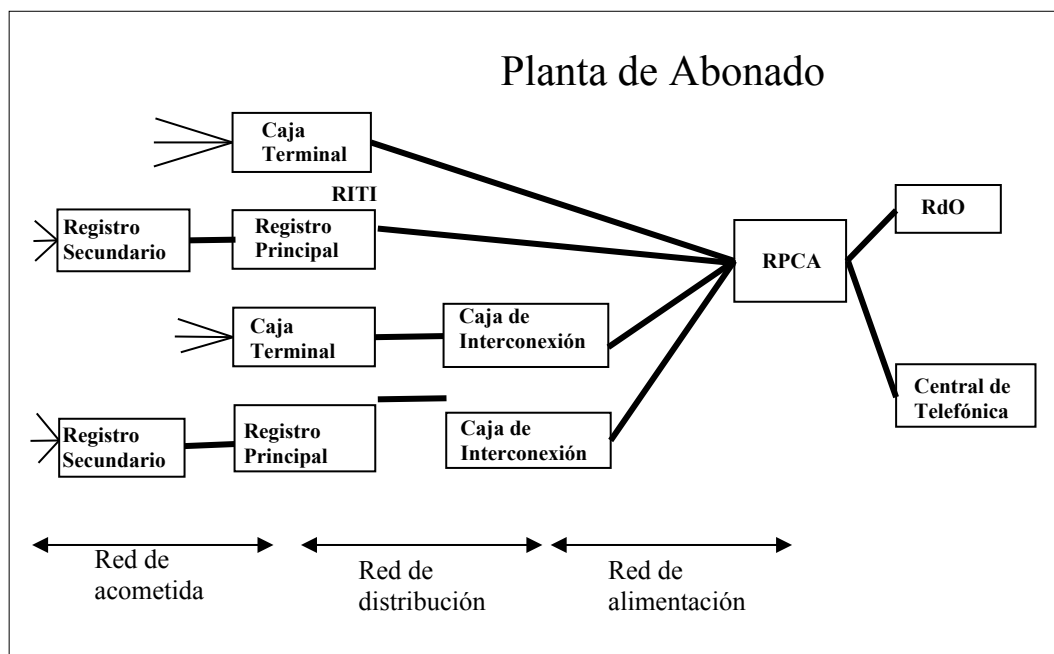 Planta de Abonado
Caja
Terminal
RITI
Registro
Secundario
Registro
Principal
RPCA
RdO
Caja
Terminal
Caja de
Interconexión
Central de
Telefónica
Registro
Secundario
Registro
Principal
Caja de
Interconexión
Red de
acometida
Red de
distribución
Red de
alimentación